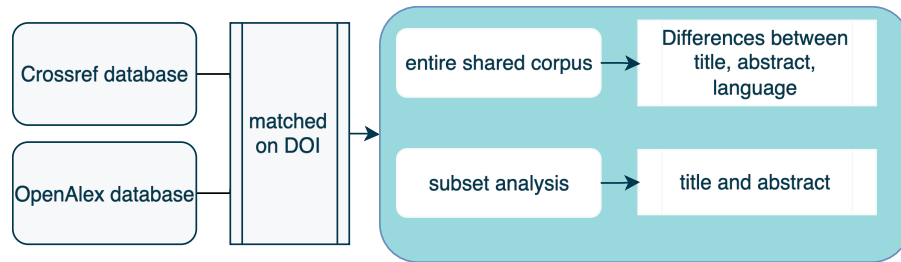 Crossref database
OpenAlex database
matched
on DOI
entire shared corpus
Differences between
title, abstract,
language
subset analysis
title and abstract